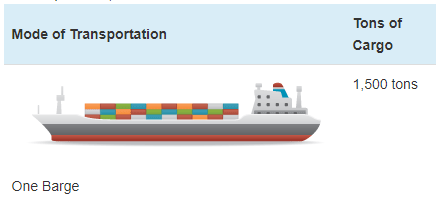 Mode of Transportation
Tons of
Cargo
1,500 tons
One Barge